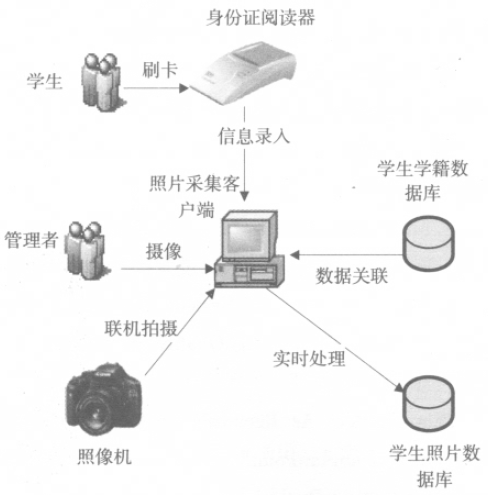 身份证阅读器
学生
刷卡
信息录入
照片采集客
户端
学生学籍数
据库
管理者
摄像
数据关联
联机拍摄
实时处理
照像机
学生照片数
据库